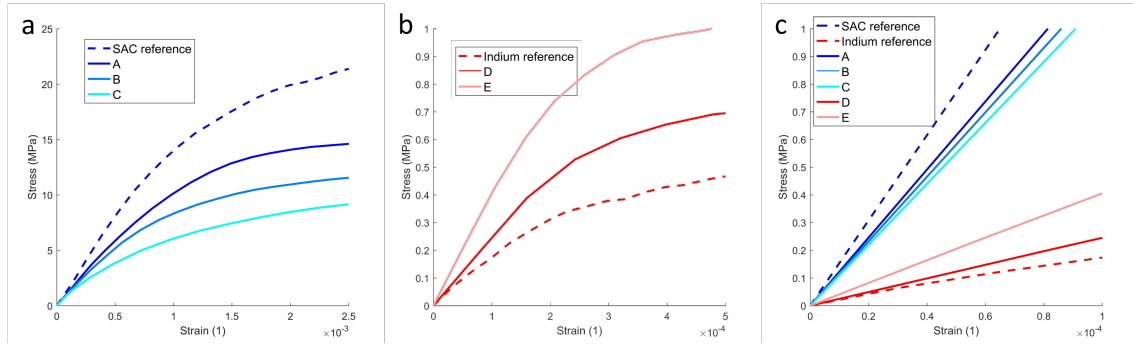 a
25
20
15
10
5
0
Stress (MPa)
SAC reference
A
B
C
0
0.5
1
1.5
2
2.5
Strain (1)
×10⁻³
b
1
0.9
0.8
0.7
0.6
0.5
0.4
0.3
0.2
0.1
0
Stress (MPa)
Indium reference
D
E
0
1
2
3
4
5
Strain (1)
×10⁻⁴
c
1
0.9
0.8
0.7
0.6
0.5
0.4
0.3
0.2
0.1
0
Stress (MPa)
SAC reference
Indium reference
A
B
C
D
E
0
0.2
0.4
0.6
0.8
1
Strain (1)
×10⁻⁴